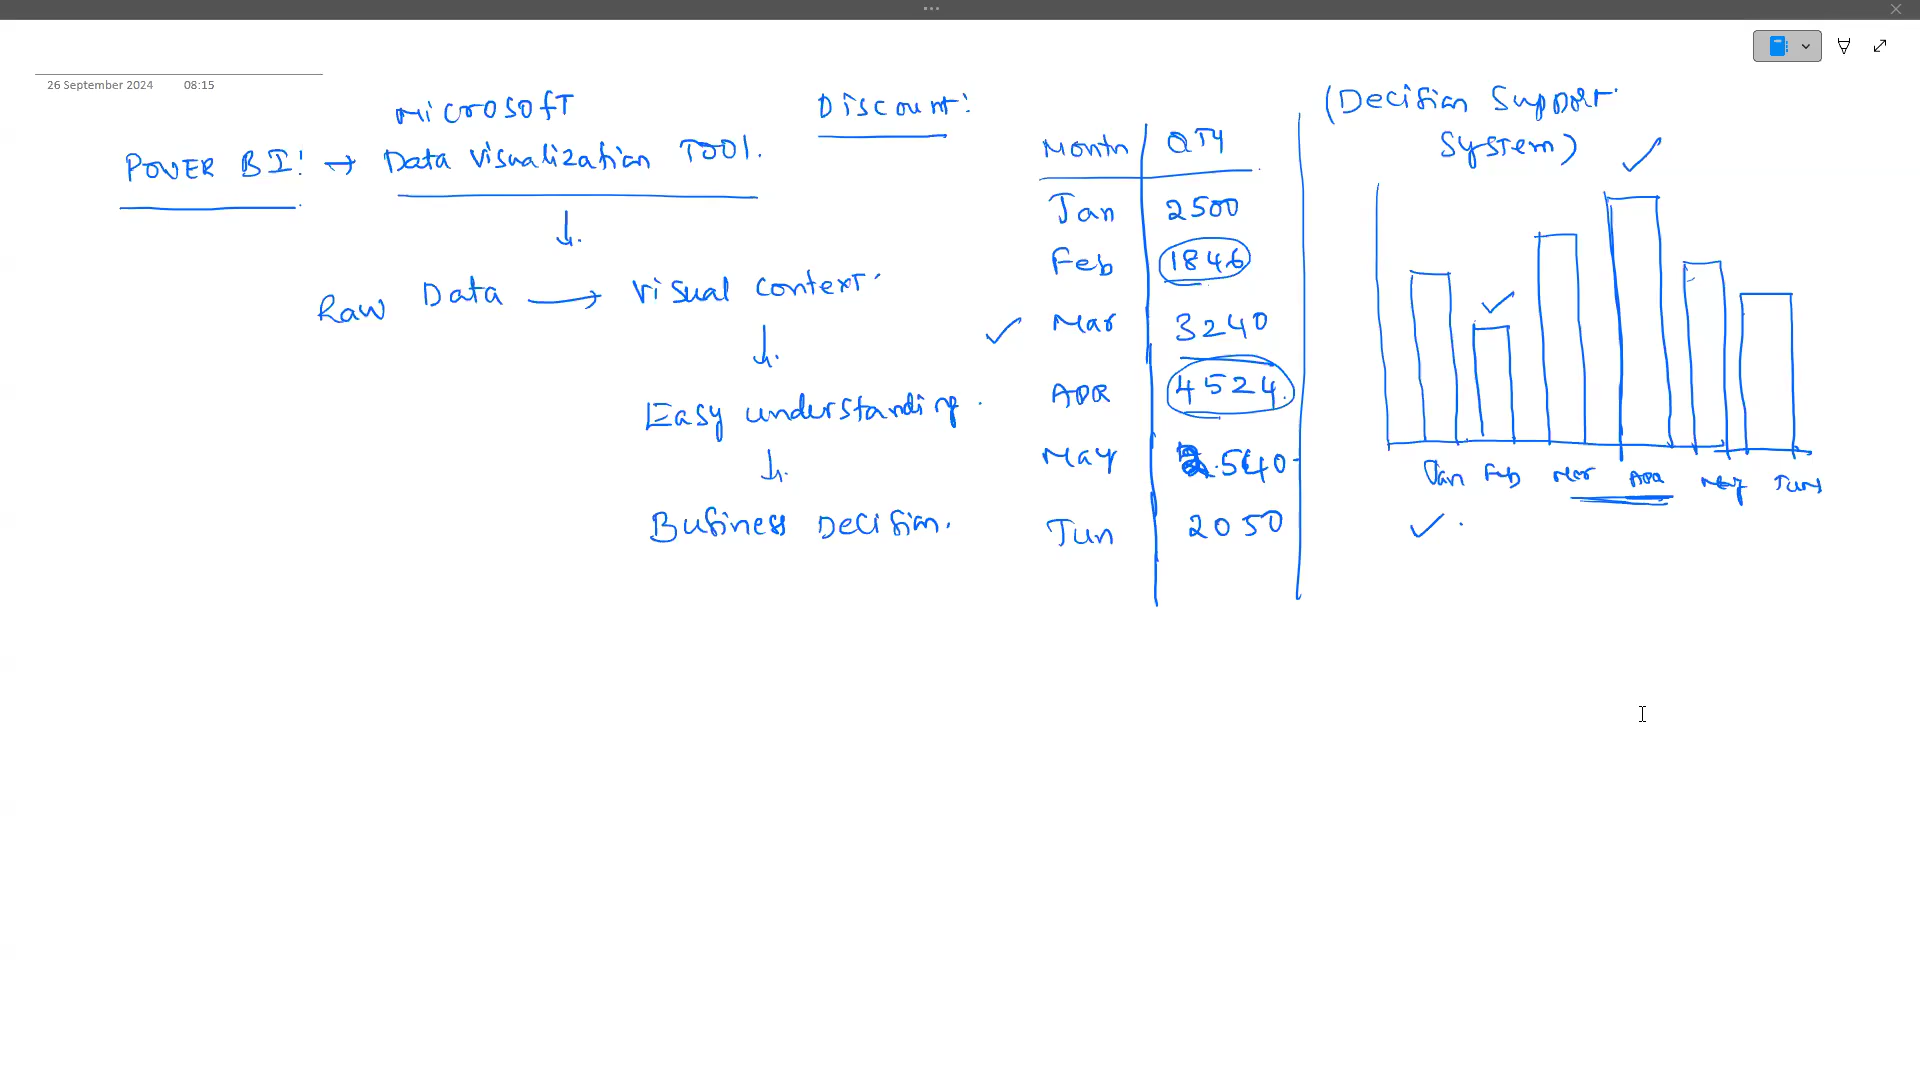 26 September 2024 08:15
Microsoft
POWER BI: → Data Visualization Tool.
Discount:
Raw Data → Visual context.
Easy understanding.
Business Decision.
Month QTY
Jan 2500
Feb 1846
Mar 3240
APR 4524
May 2540
Jun 2050
(Decision Support
System)
Jan Feb Mar APR May Jun